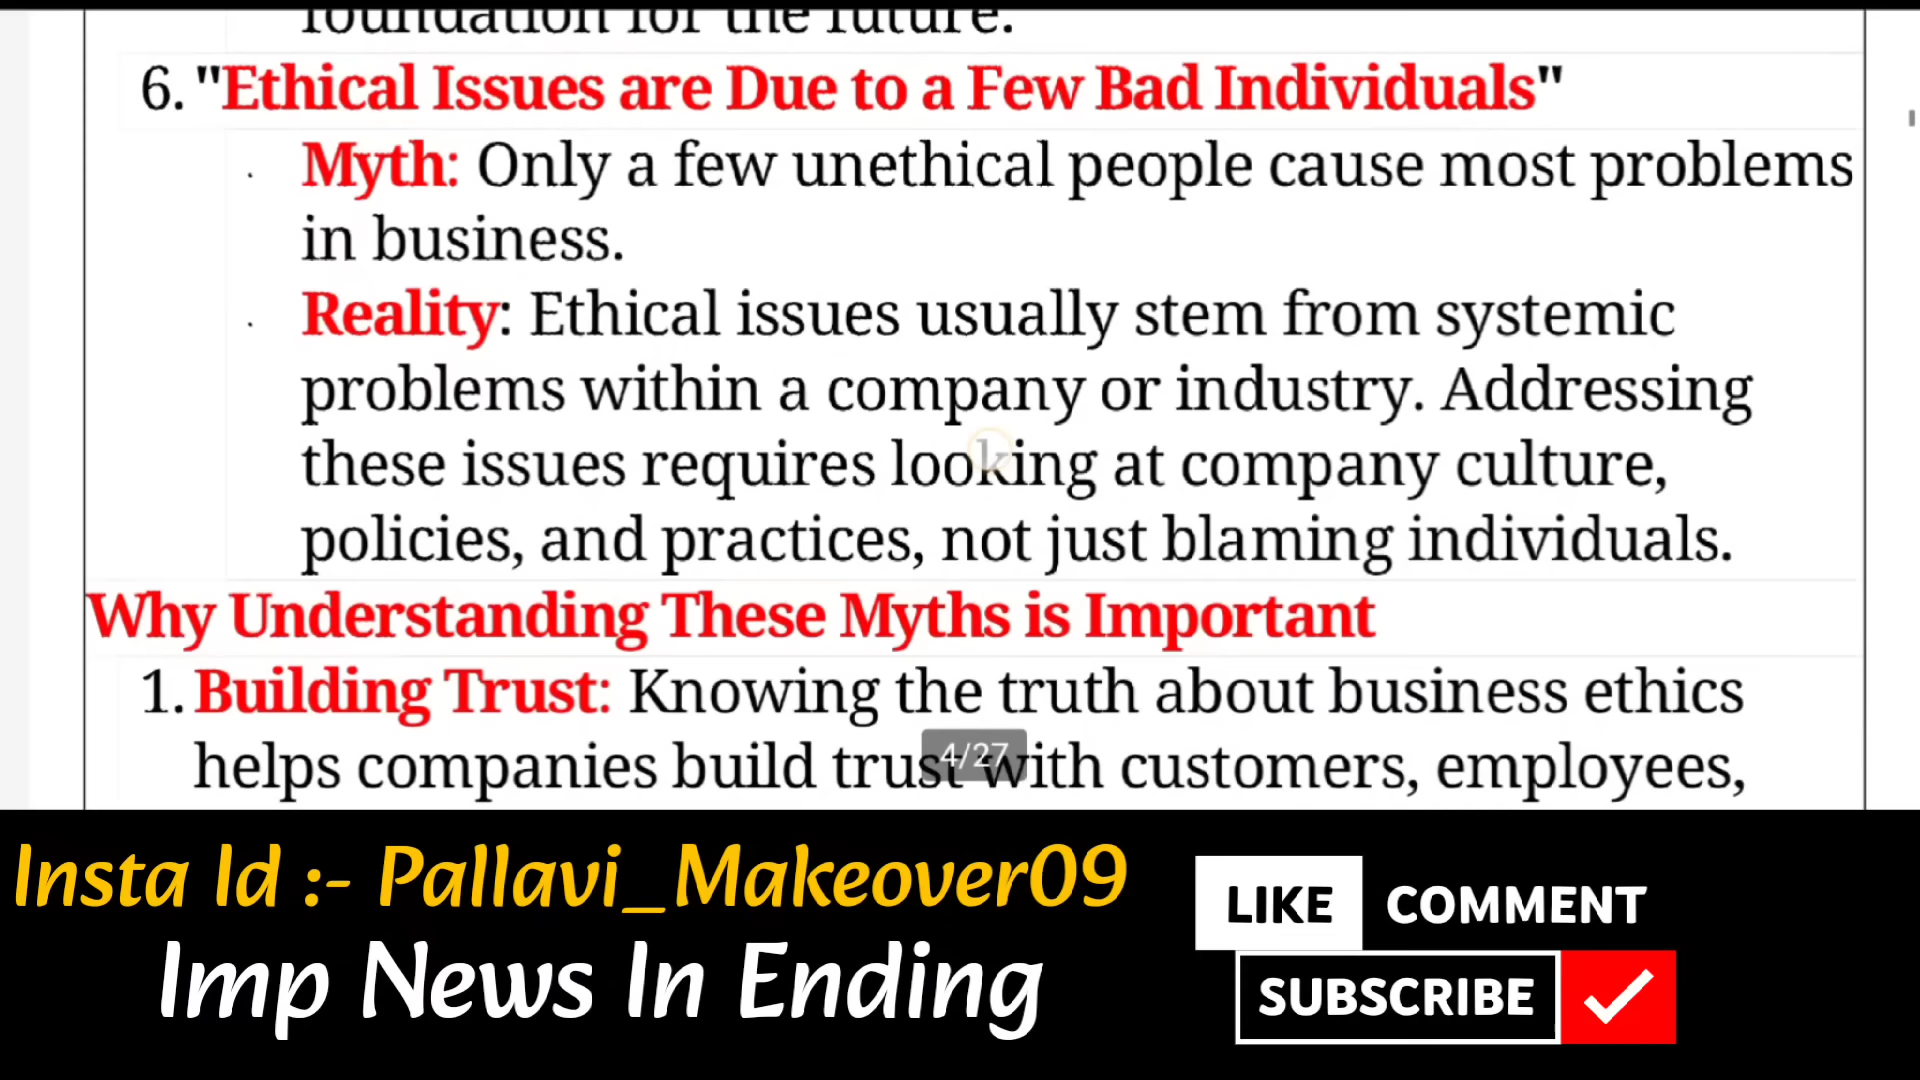 foundation for the future.
6. "Ethical Issues are Due to a Few Bad Individuals"
· Myth: Only a few unethical people cause most problems
in business.
· Reality: Ethical issues usually stem from systemic
problems within a company or industry. Addressing
these issues requires looking at company culture,
policies, and practices, not just blaming individuals.
Why Understanding These Myths is Important
1. Building Trust: Knowing the truth about business ethics
helps companies build trust with customers, employees,
4/27
Insta Id :- Pallavi_Makeover09
Imp News In Ending
LIKE COMMENT
SUBSCRIBE